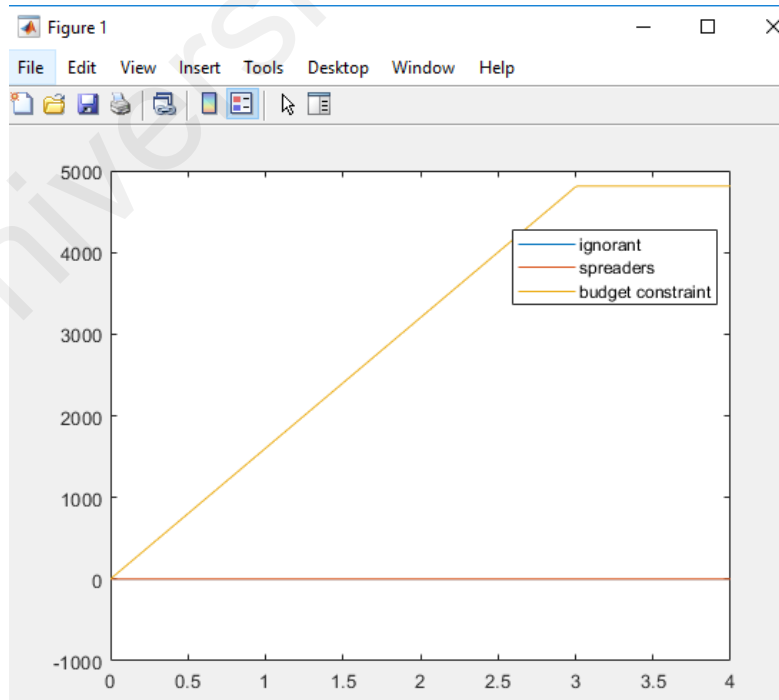 Figure 1
File Edit View Insert Tools Desktop Window Help
5000
4000
3000
2000
1000
0
-1000
ignorant
spreaders
budget constraint
0 0.5 1 1.5 2 2.5 3 3.5 4